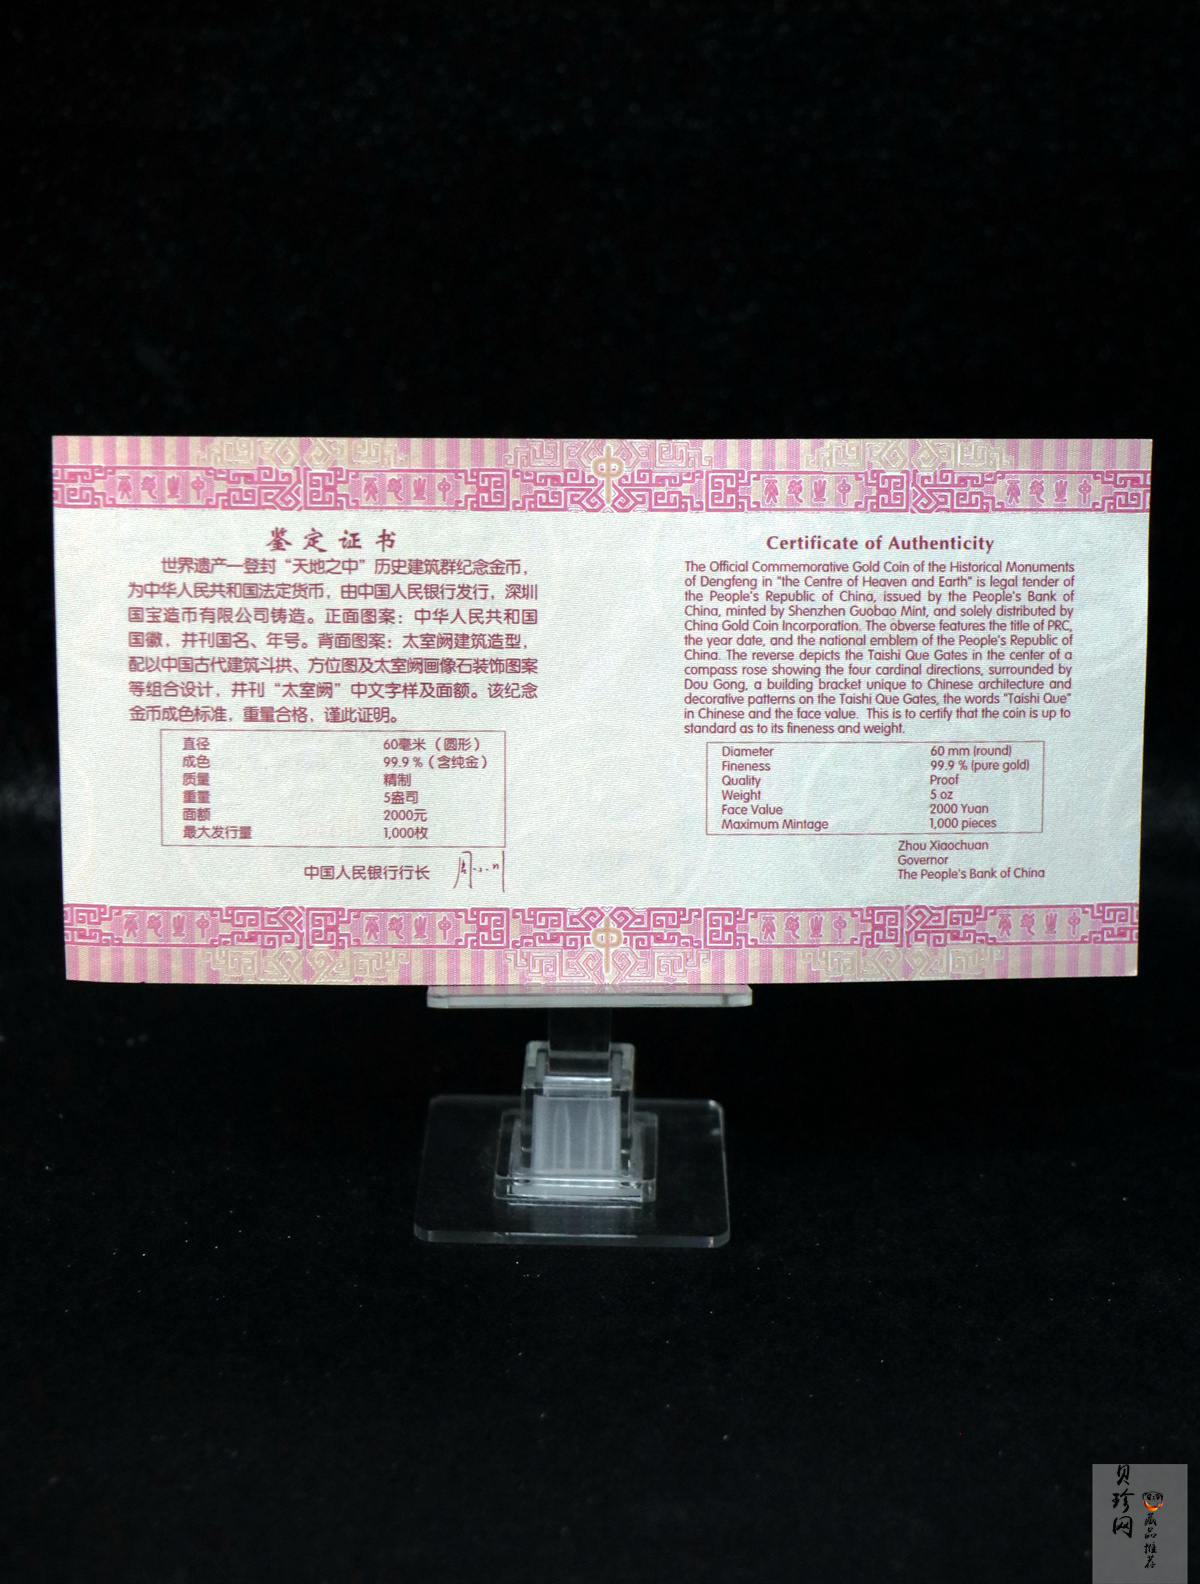 鉴定证书
世界遗产—登封“天地之中”历史建筑群纪念金币，
为中华人民共和国法定货币，由中国人民银行发行，深圳
国宝造币有限公司铸造。正面图案：中华人民共和国
国徽，并刊国名、年号。背面图案：太室阙建筑造型，
配以中国古代建筑斗拱、方位图及太室阙画像石装饰图案
等组合设计，并刊“太室阙”中文字样及面额。该纪念
金币成色标准，重量合格，谨此证明。
直径 60毫米（圆形）
成色 99.9％（含纯金）
质量 精制
重量 5盎司
面额 2000元
最大发行量 1,000枚
中国人民银行行长
Certificate of Authenticity
The Official Commemorative Gold Coin of the Historical Monuments
of Dengfeng in "the Centre of Heaven and Earth" is legal tender of
the People's Republic of China, issued by the People's Bank of
China, minted by Shenzhen Guobao Mint, and solely distributed by
China Gold Coin Incorporation. The obverse features the title of PRC,
the year date, and the national emblem of the People's Republic of
China. The reverse depicts the Taishi Que Gates in the center of a
compass rose showing the four cardinal directions, surrounded by
Dou Gong, a building bracket unique to Chinese architecture and
decorative patterns on the Taishi Que Gates, the words "Taishi Que"
in Chinese and the face value. This is to certify that the coin is up to
standard as to its fineness and weight.
Diameter 60 mm (round)
Fineness 99.9 % (pure gold)
Quality Proof
Weight 5 oz
Face Value 2000 Yuan
Maximum Mintage 1,000 pieces
Zhou Xiaochuan
Governor
The People's Bank of China
贝珍网
藏品推荐